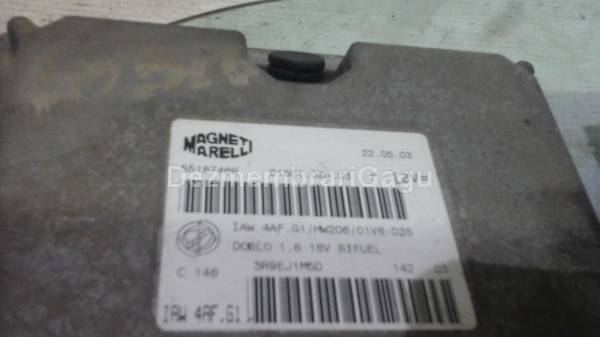 MAGNETI
MARELLI
22.05.03
12V=
DezmembrariGagu
IAW 4AF.G1/HW206/01V6-D35
DOBLO 1.6 16V BIFUEL
C 146 3R9EJ1M5D 142 03
IAW 4AF.G1